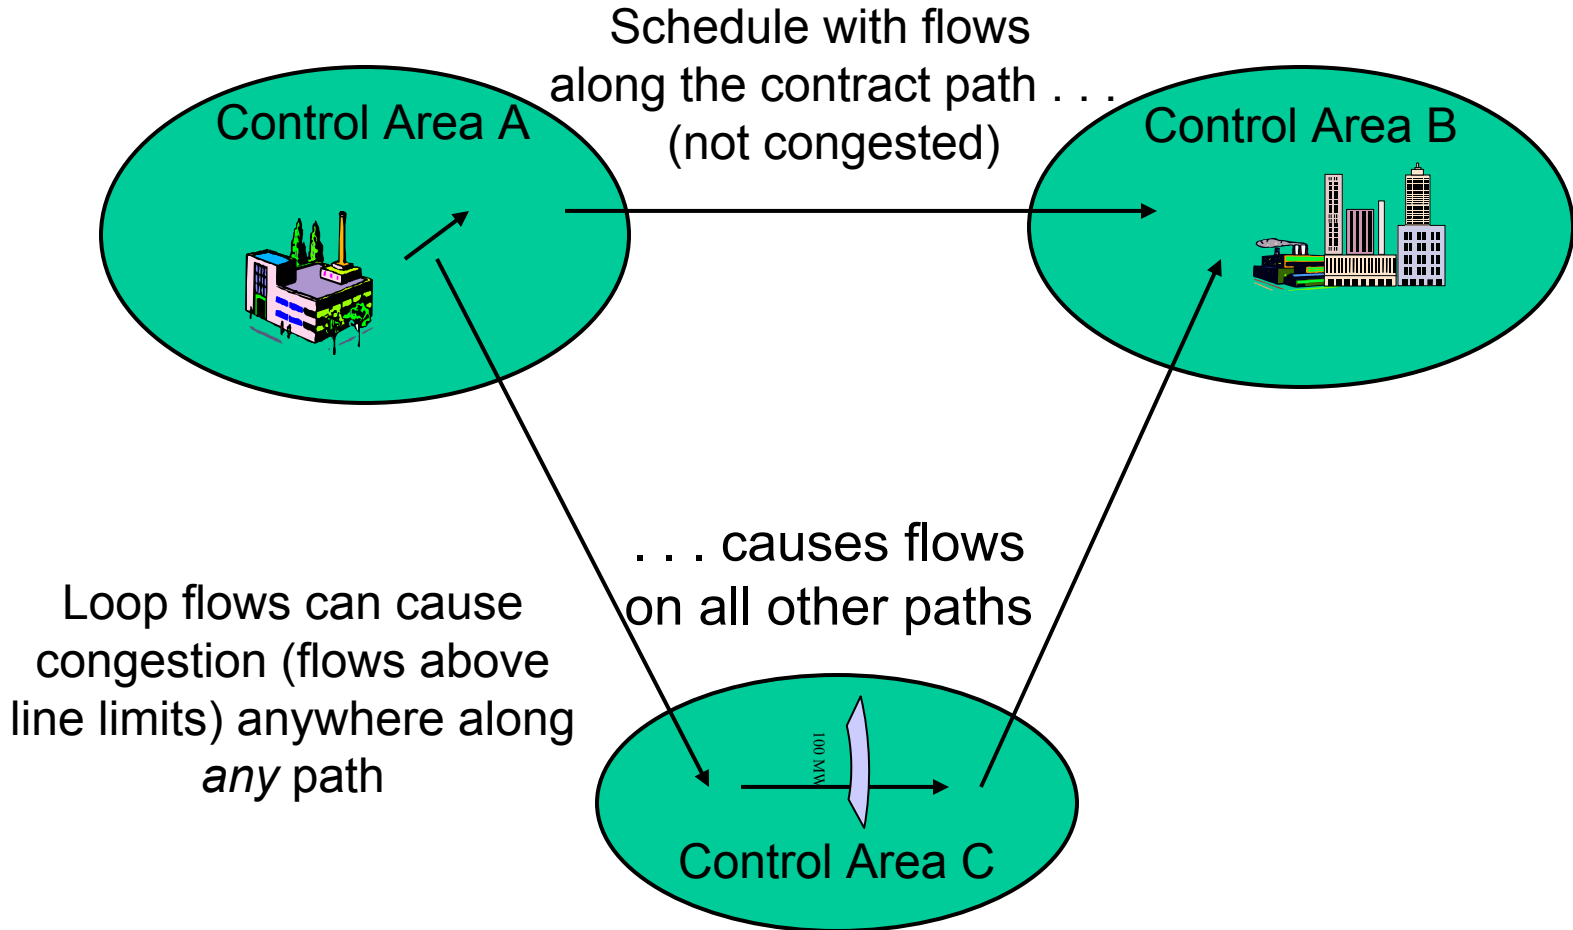 Schedule with flows
along the contract path . . .
(not congested)
Control Area A
Control Area B
. . . causes flows
on all other paths
Loop flows can cause
congestion (flows above
line limits) anywhere along
any path
100 MW
Control Area C